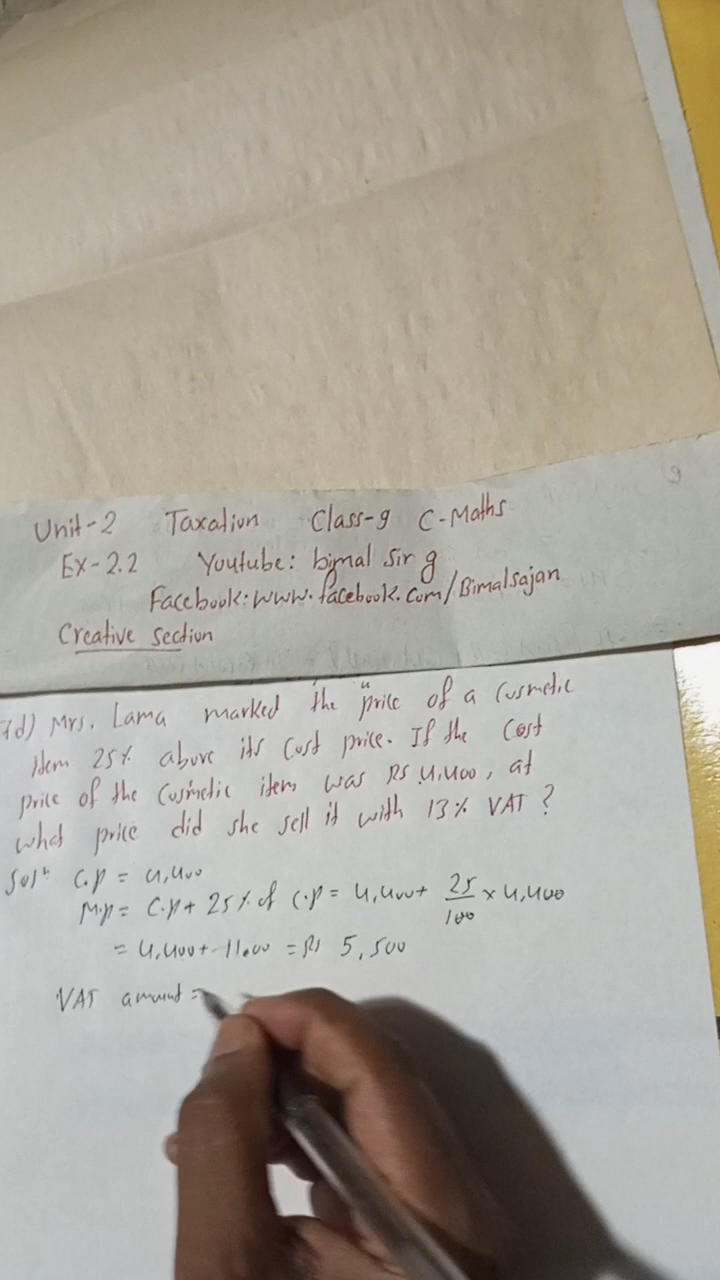 Unit-2 Taxation Class-9 C-Maths
Ex-2.2 Youtube: bimal sir g
Facebook: www.facebook.com/Bimalsajan
Creative section
7d) Mrs. Lama marked the price of a cosmetic
item 25% above its cost price. If the cost
price of the cosmetic item was Rs 4,400, at
what price did she sell it with 13% VAT?
Solⁿ C.P = 4,400
M.P = C.P + 25% of C.P = 4,400 + 25/100 × 4,400
= 4,400 + 1100 = Rs 5,500
VAT amount =